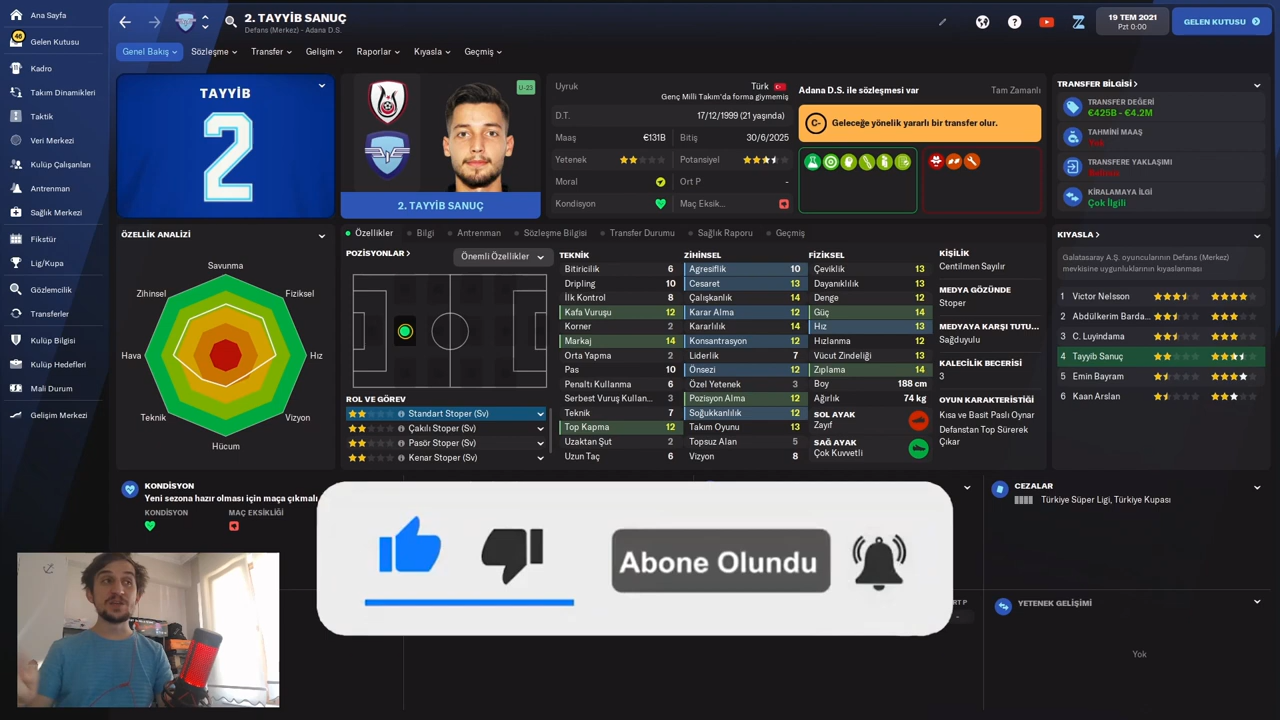 Ana Sayfa
46
Gelen Kutusu
Kadro
Takım Dinamikleri
Taktik
Veri Merkezi
Kulüp Çalışanları
Antrenman
Sağlık Merkezi
Fikstür
Lig/Kupa
Gözlemcilik
Transferler
Kulüp Bilgisi
Kulüp Hedefleri
Mali Durum
Gelişim Merkezi
2. TAYYİB SANUÇ
Defans (Merkez) - Adana D.S.
19 TEM 2021
Pzt 0:00
GELEN KUTUSU
Genel Bakış
Sözleşme
Transfer
Gelişim
Raporlar
Kıyasla
Geçmiş
TAYYİB
2
U-23
2. TAYYİB SANUÇ
Uyruk Türk
Genç Milli Takım'da forma giymemiş
D.T. 17/12/1999 (21 yaşında)
Maaş €131B Bitiş 30/6/2025
Yetenek Potansiyel
Moral Ort P -
Kondisyon Maç Eksik...
Adana D.S. ile sözleşmesi var Tam Zamanlı
C- Geleceğe yönelik yararlı bir transfer olur.
TRANSFER BİLGİSİ
TRANSFER DEĞERİ
€425B - €4.2M
TAHMİNİ MAAŞ
Yok
TRANSFERE YAKLAŞIMI
KİRALAMAYA İLGİ
Çok İlgili
ÖZELLİK ANALİZİ
Savunma
Fiziksel
Hız
Vizyon
Hücum
Teknik
Hava
Zihinsel
Özellikler
Bilgi
Antrenman
Sözleşme Bilgisi
Transfer Durumu
Sağlık Raporu
Geçmiş
POZİSYONLAR
Önemli Özellikler
ROL VE GÖREV
Standart Stoper (Sv)
Çakılı Stoper (Sv)
Pasör Stoper (Sv)
Kenar Stoper (Sv)
TEKNİK
Bitiricilik 6
Dripling 10
İlk Kontrol 8
Kafa Vuruşu 12
Korner 2
Markaj 14
Orta Yapma 2
Pas 10
Penaltı Kullanma 6
Serbest Vuruş Kullan... 3
Teknik 7
Top Kapma 12
Uzaktan Şut 2
Uzun Taç 6
ZİHİNSEL
Agresiflik 10
Cesaret 13
Çalışkanlık 14
Karar Alma 12
Kararlılık 14
Konsantrasyon 12
Liderlik 7
Önsezi 12
Özel Yetenek 3
Pozisyon Alma 12
Soğukkanlılık 12
Takım Oyunu 13
Topsuz Alan 5
Vizyon 8
FİZİKSEL
Çeviklik 13
Dayanıklılık 13
Denge 12
Güç 14
Hız 13
Hızlanma 12
Vücut Zindeliği 13
Zıplama 14
Boy 188 cm
Ağırlık 74 kg
SOL AYAK
Zayıf
SAĞ AYAK
Çok Kuvvetli
KİŞİLİK
Centilmen Sayılır
MEDYA GÖZÜNDE
Stoper
MEDYAYA KARŞI TUTU...
Sağduyulu
KALECİLİK BECERİSİ
3
OYUN KARAKTERİSTİĞİ
Kısa ve Basit Paslı Oynar
Defanstan Top Sürerek
Çıkar
KIYASLA
Galatasaray A.Ş. oyuncularının Defans (Merkez)
mevkisine uygunluklarının kıyaslanması
1 Victor Nelsson
2 Abdülkerim Barda...
3 C. Luyindama
4 Tayyib Sanuç
5 Emin Bayram
6 Kaan Arslan
KONDİSYON
Yeni sezona hazır olması için maça çıkmalı
KONDİSYON
MAÇ EKSİKLİĞİ
CEZALAR
Türkiye Süper Ligi, Türkiye Kupası
YETENEK GELİŞİMİ
Yok
Abone Olundu